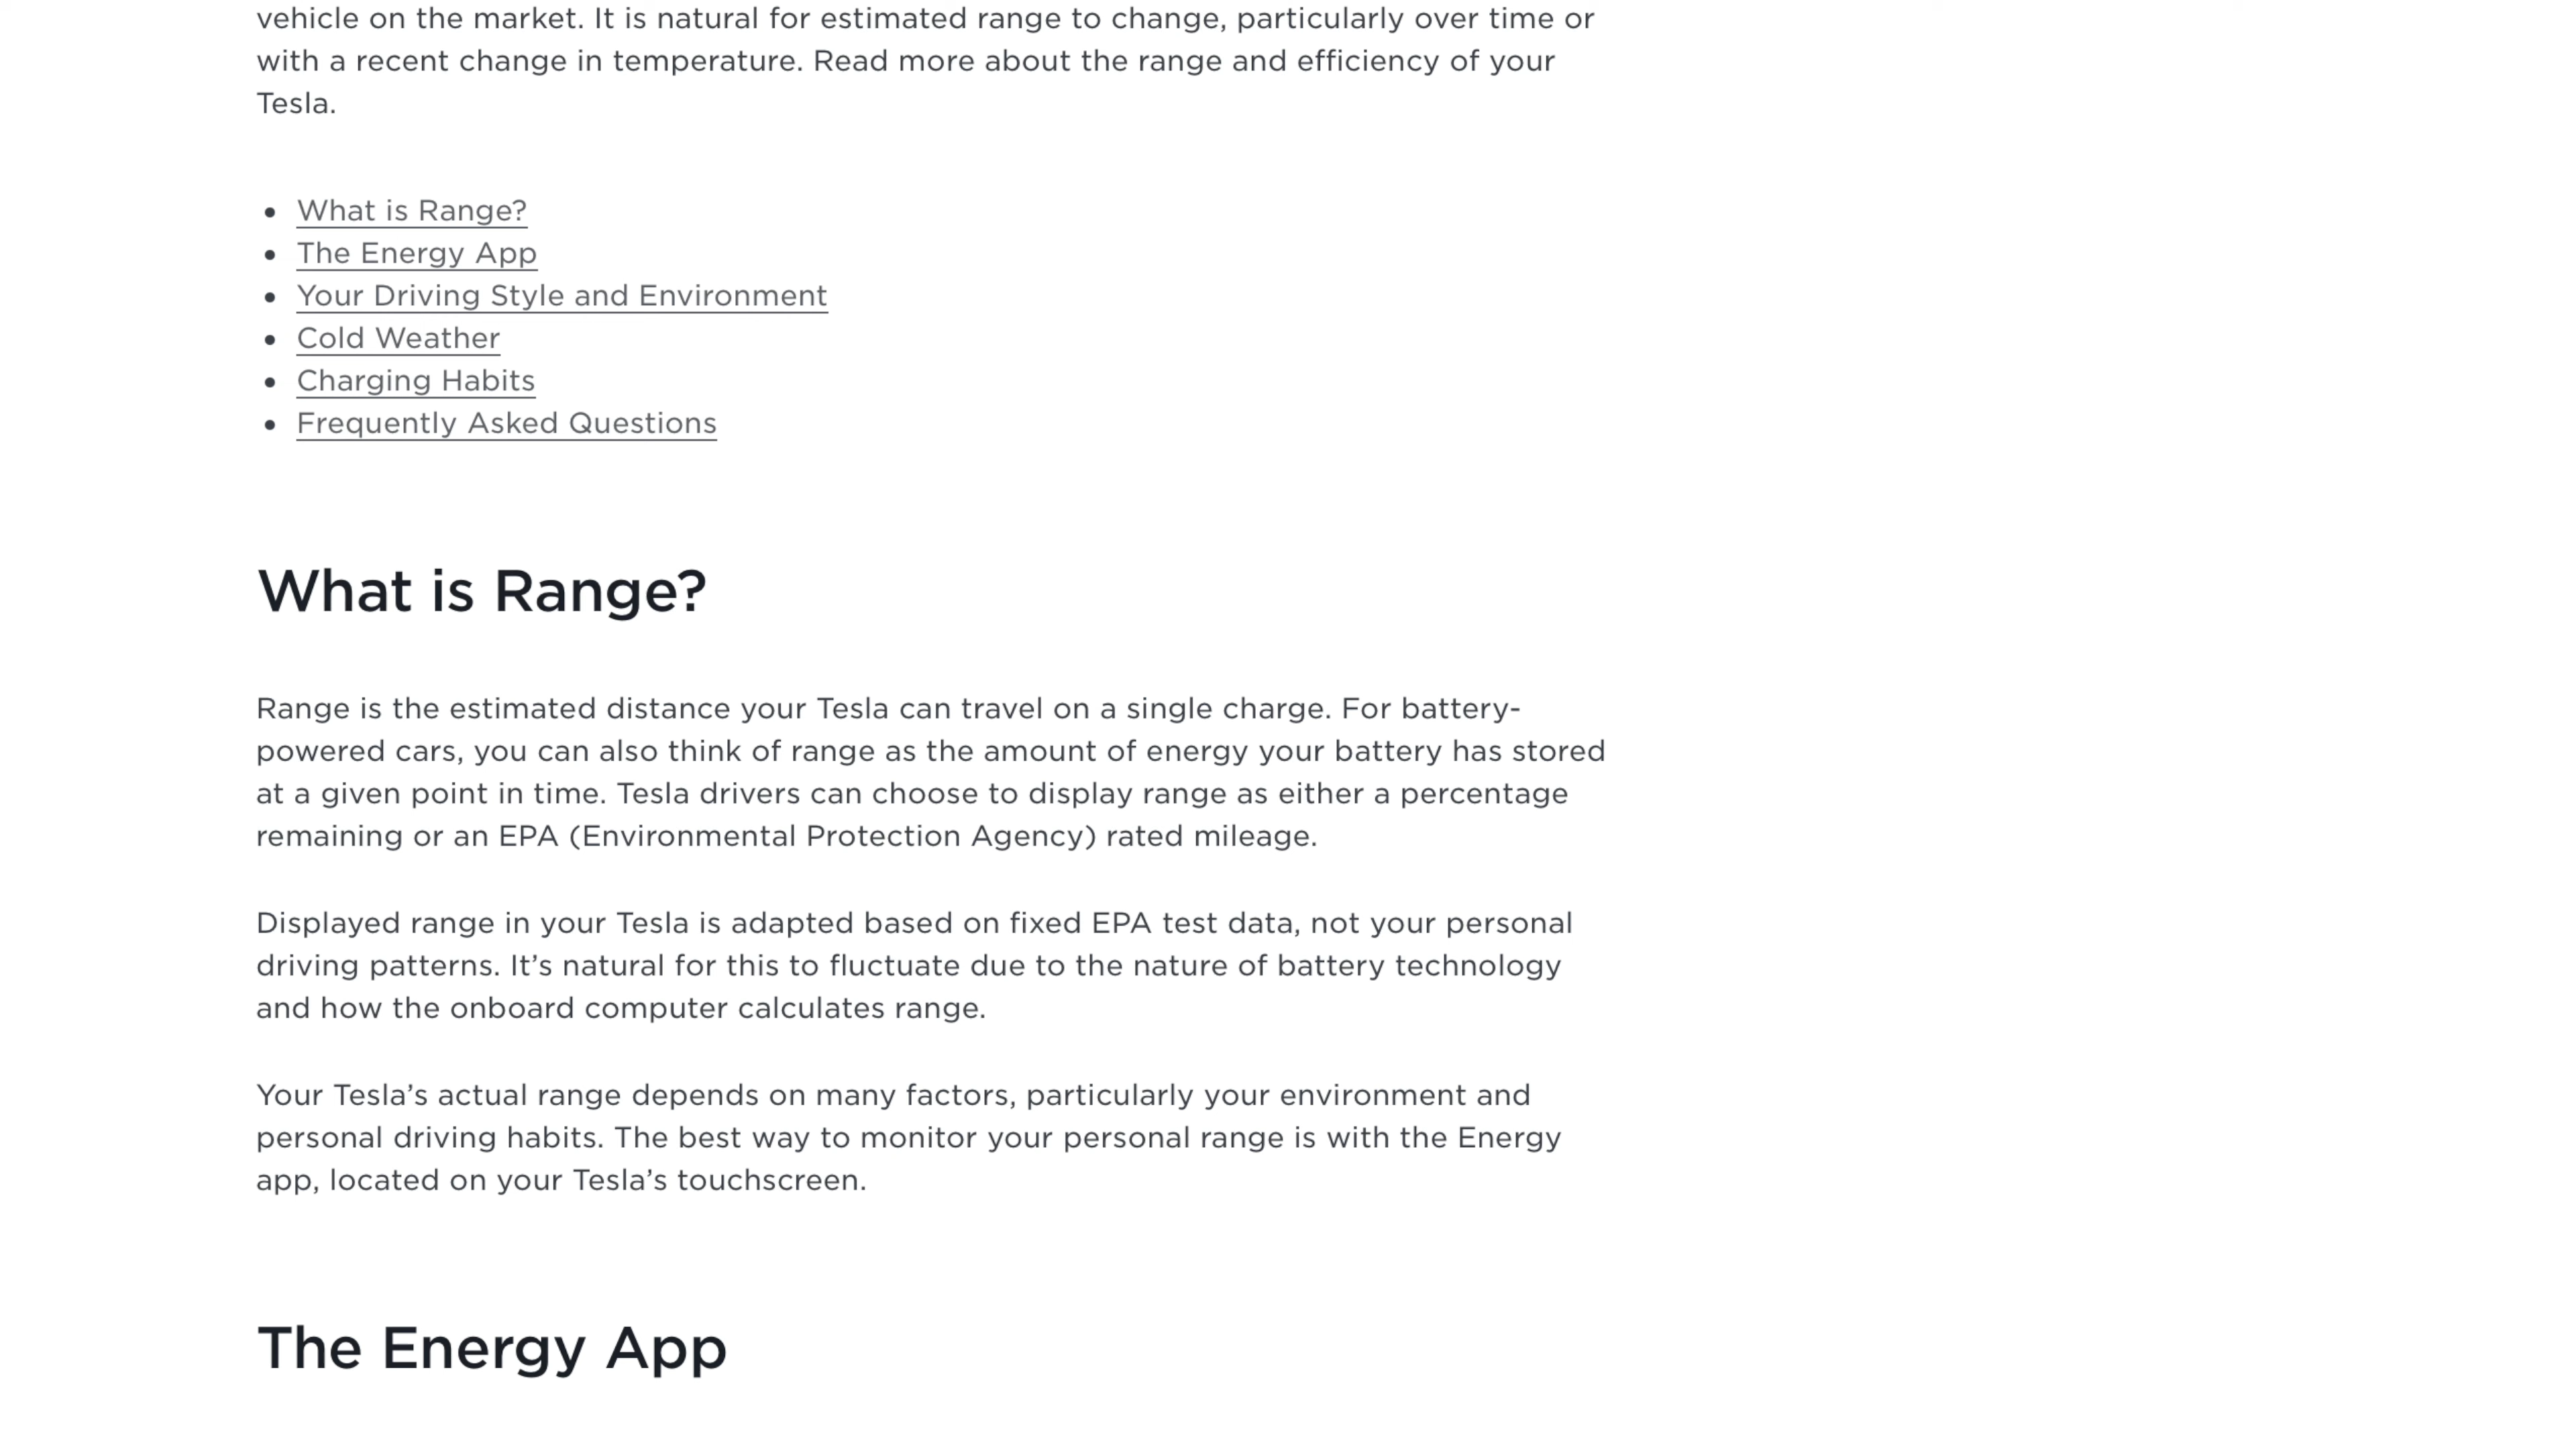 vehicle on the market. It is natural for estimated range to change, particularly over time or
with a recent change in temperature. Read more about the range and efficiency of your
Tesla.
What is Range?
The Energy App
Your Driving Style and Environment
Cold Weather
Charging Habits
Frequently Asked Questions
What is Range?
Range is the estimated distance your Tesla can travel on a single charge. For battery-
powered cars, you can also think of range as the amount of energy your battery has stored
at a given point in time. Tesla drivers can choose to display range as either a percentage
remaining or an EPA (Environmental Protection Agency) rated mileage.
Displayed range in your Tesla is adapted based on fixed EPA test data, not your personal
driving patterns. It’s natural for this to fluctuate due to the nature of battery technology
and how the onboard computer calculates range.
Your Tesla’s actual range depends on many factors, particularly your environment and
personal driving habits. The best way to monitor your personal range is with the Energy
app, located on your Tesla’s touchscreen.
The Energy App